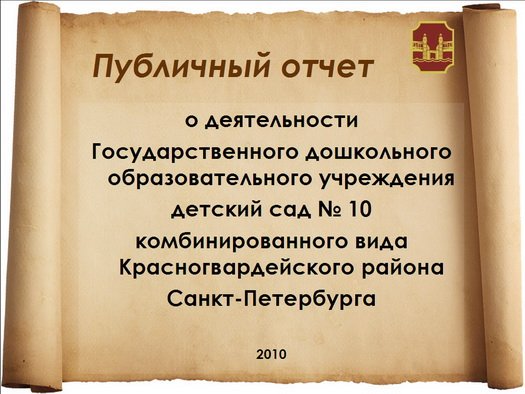 Публичный отчет
о деятельности
Государственного дошкольного
образовательного учреждения
детский сад № 10
комбинированного вида
Красногвардейского района
Санкт-Петербурга
2010